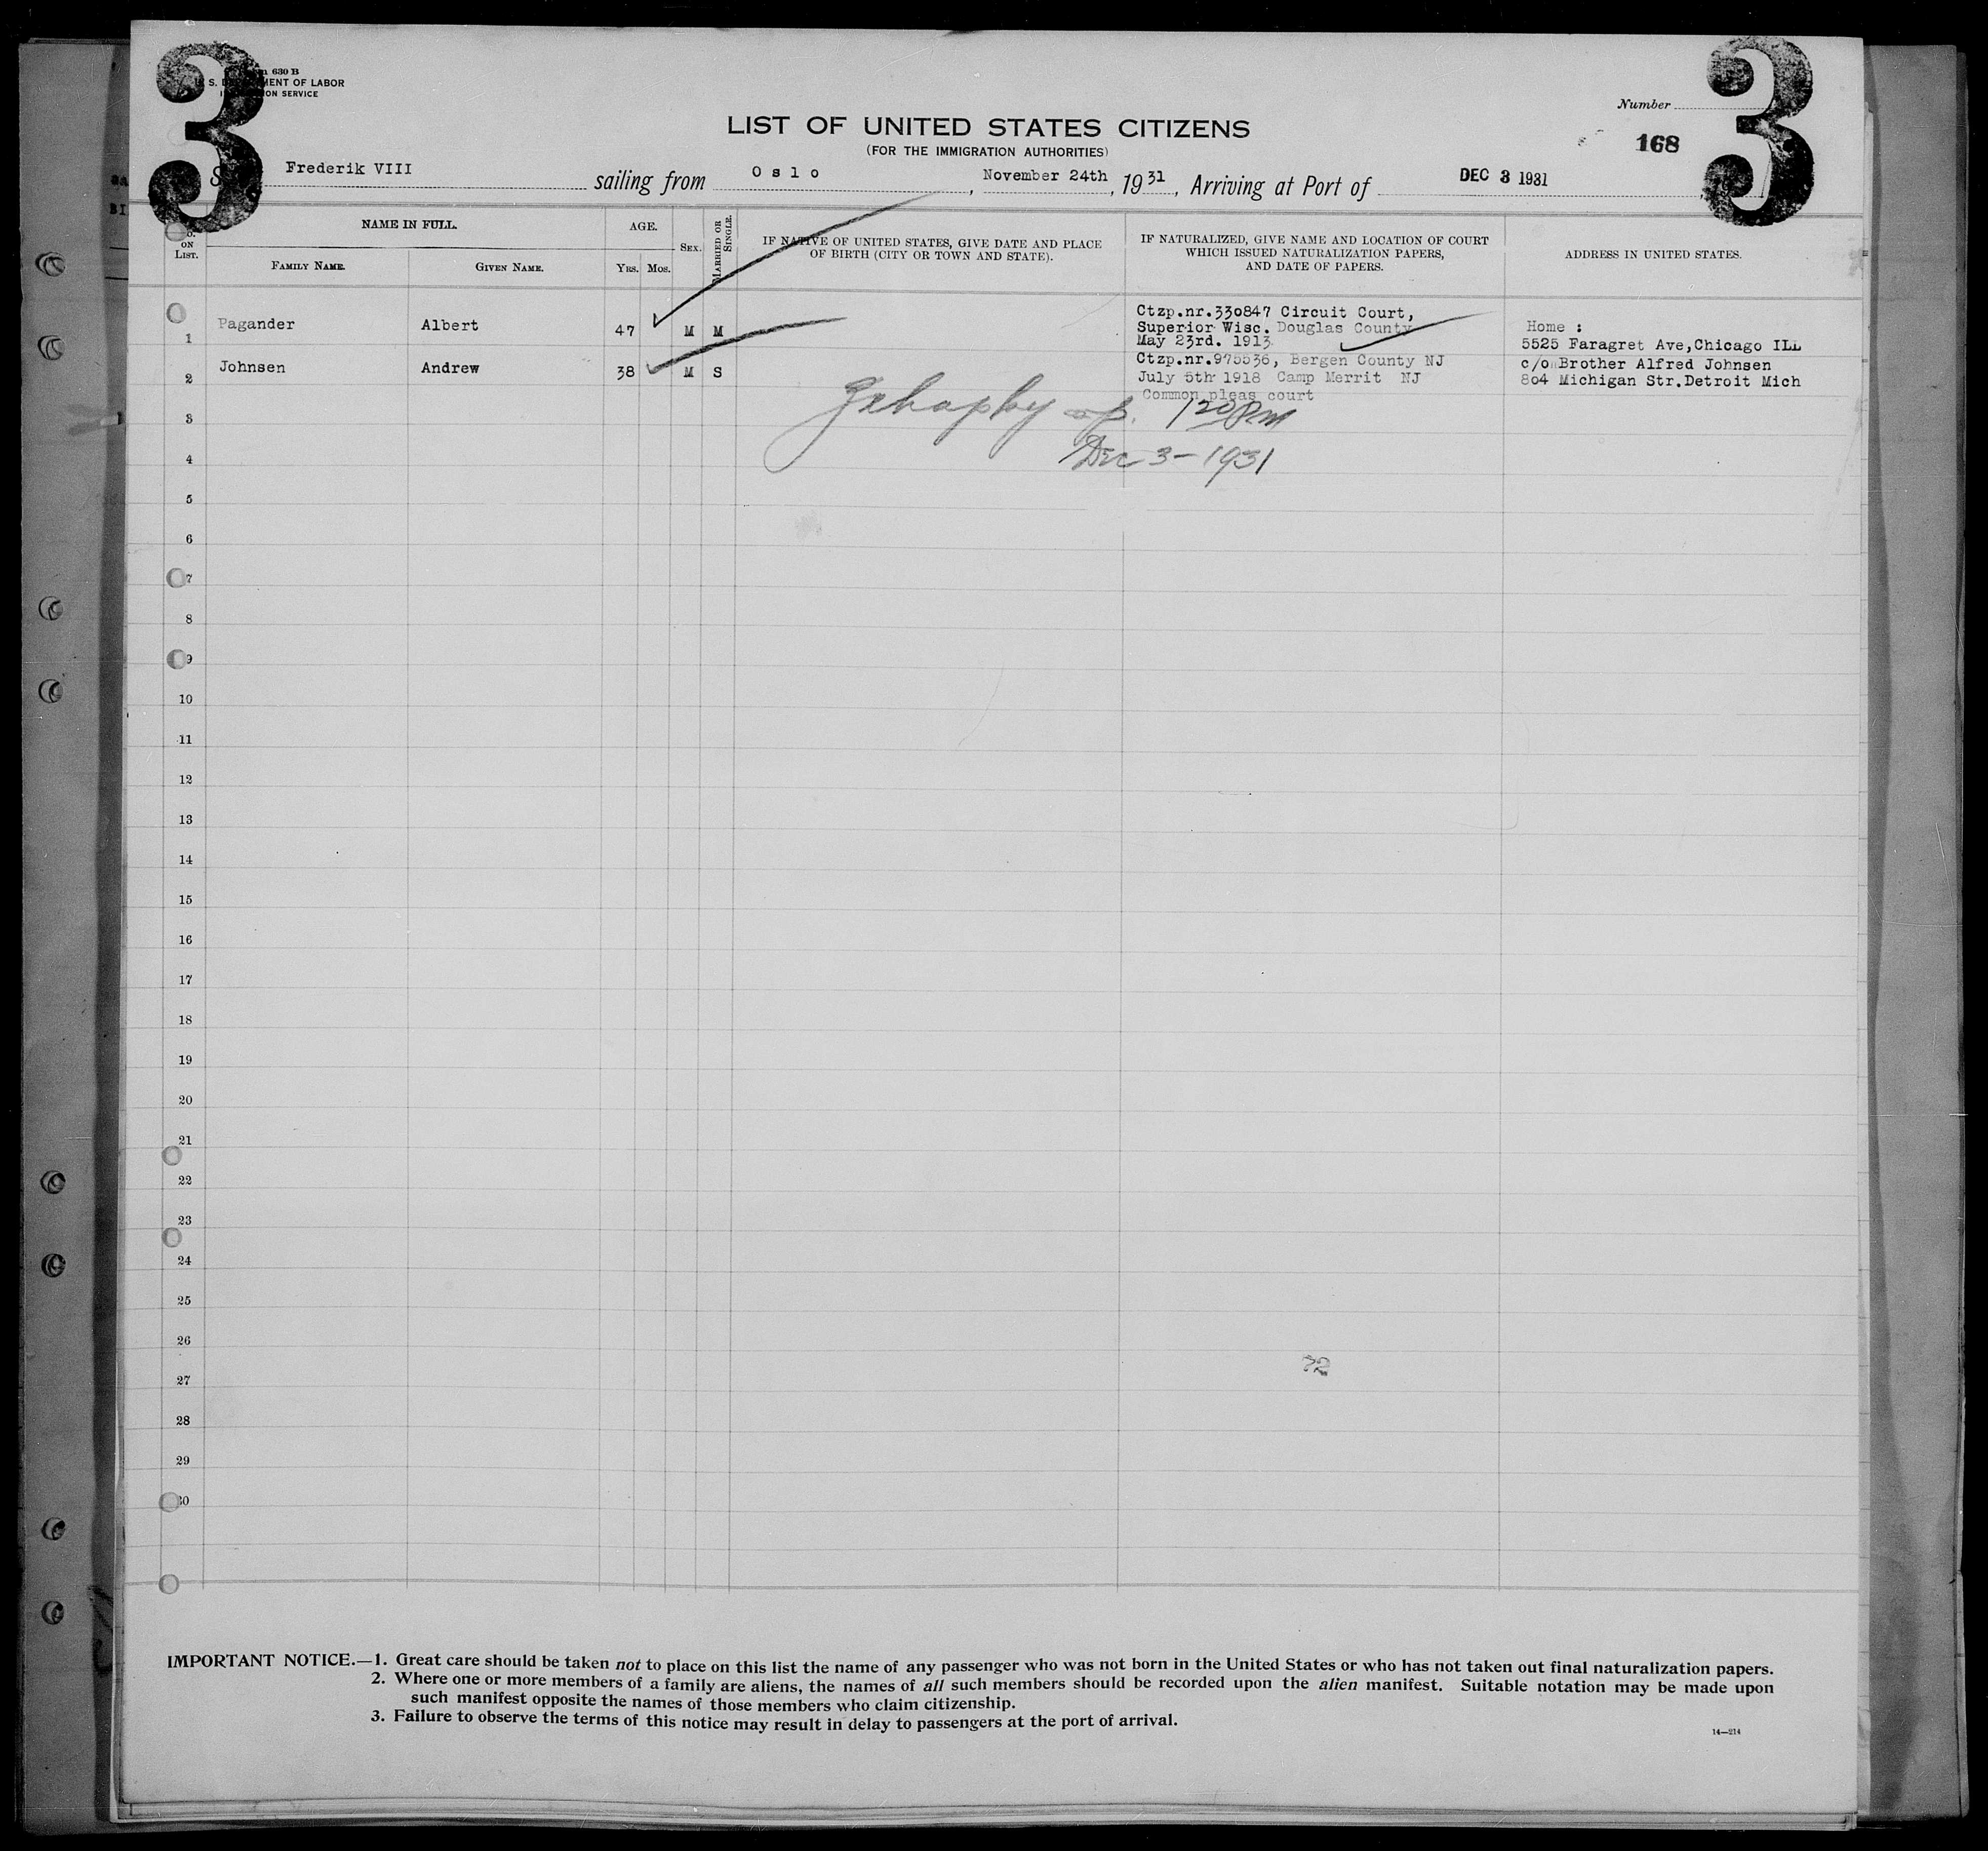 3
3
630 B
S. DEPARTMENT OF LABOR
SERVICE
Number
168
LIST OF UNITED STATES CITIZENS
(FOR THE IMMIGRATION AUTHORITIES)
Frederik VIII sailing from Oslo, November 24th, 1931, Arriving at Port of DEC 3 1931
NAME IN FULL.
AGE.
SEX.
MARRIED OR SINGLE.
IF NATIVE OF UNITED STATES, GIVE DATE AND PLACE
OF BIRTH (CITY OR TOWN AND STATE).
IF NATURALIZED, GIVE NAME AND LOCATION OF COURT
WHICH ISSUED NATURALIZATION PAPERS,
AND DATE OF PAPERS.
ADDRESS IN UNITED STATES.
ON
LIST.
FAMILY NAME.
GIVEN NAME.
YRS. MOS.
1 Pagander Albert 47 M M
Ctzp.nr.330847 Circuit Court,
Superior Wisc. Douglas County
May 23rd. 1913
Home :
5525 Faragret Ave,Chicago ILL
2 Johnsen Andrew 38 M S
Ctzp.nr.975536, Bergen County NJ
July 5th 1918 Camp Merrit NJ
Common pleas court
c/o Brother Alfred Johnsen
804 Michigan Str.Detroit Mich
120 PM
Dec 3-1931
3
4
5
6
7
8
9
10
11
12
13
14
15
16
17
18
19
20
21
22
23
24
25
26
72
27
28
29
30
IMPORTANT NOTICE.—1. Great care should be taken not to place on this list the name of any passenger who was not born in the United States or who has not taken out final naturalization papers.
2. Where one or more members of a family are aliens, the names of all such members should be recorded upon the alien manifest. Suitable notation may be made upon
such manifest opposite the names of those members who claim citizenship.
3. Failure to observe the terms of this notice may result in delay to passengers at the port of arrival.
14—214